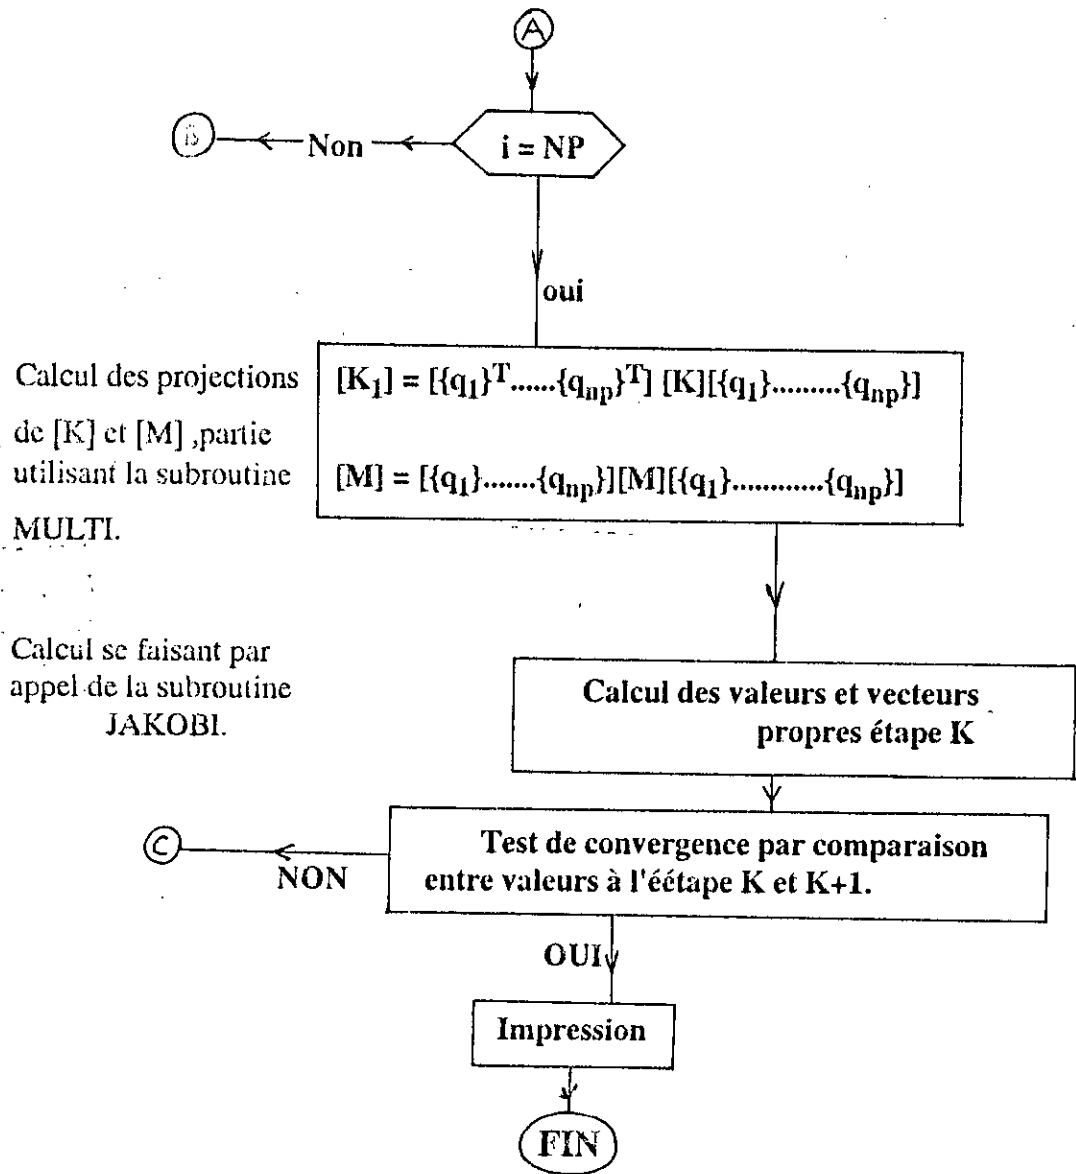 A
B
Non
i = NP
oui
Calcul des projections
de [K] et [M] ,partie
utilisant la subroutine
MULTI.
[K₁] = [{q₁}ᵀ......{qₙₚ}ᵀ] [K][{q₁}.........{qₙₚ}]
[M] = [{q₁}.......{qₙₚ}][M][{q₁}............{qₙₚ}]
Calcul se faisant par
appel de la subroutine
JAKOBI.
Calcul des valeurs et vecteurs
propres étape K
C
NON
Test de convergence par comparaison
entre valeurs à l'éétape K et K+1.
OUI
Impression
FIN